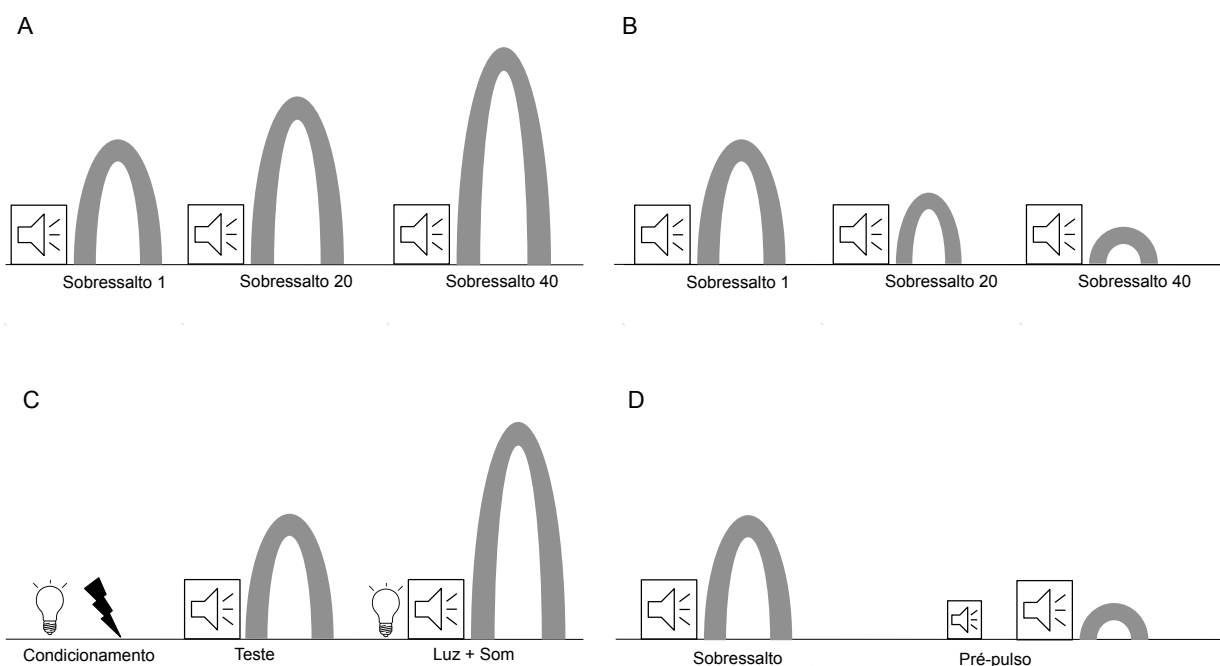 A
B
Sobressalto 1
Sobressalto 20
Sobressalto 40
Sobressalto 1
Sobressalto 20
Sobressalto 40
C
D
Condicionamento
Teste
Luz + Som
Sobressalto
Pré-pulso